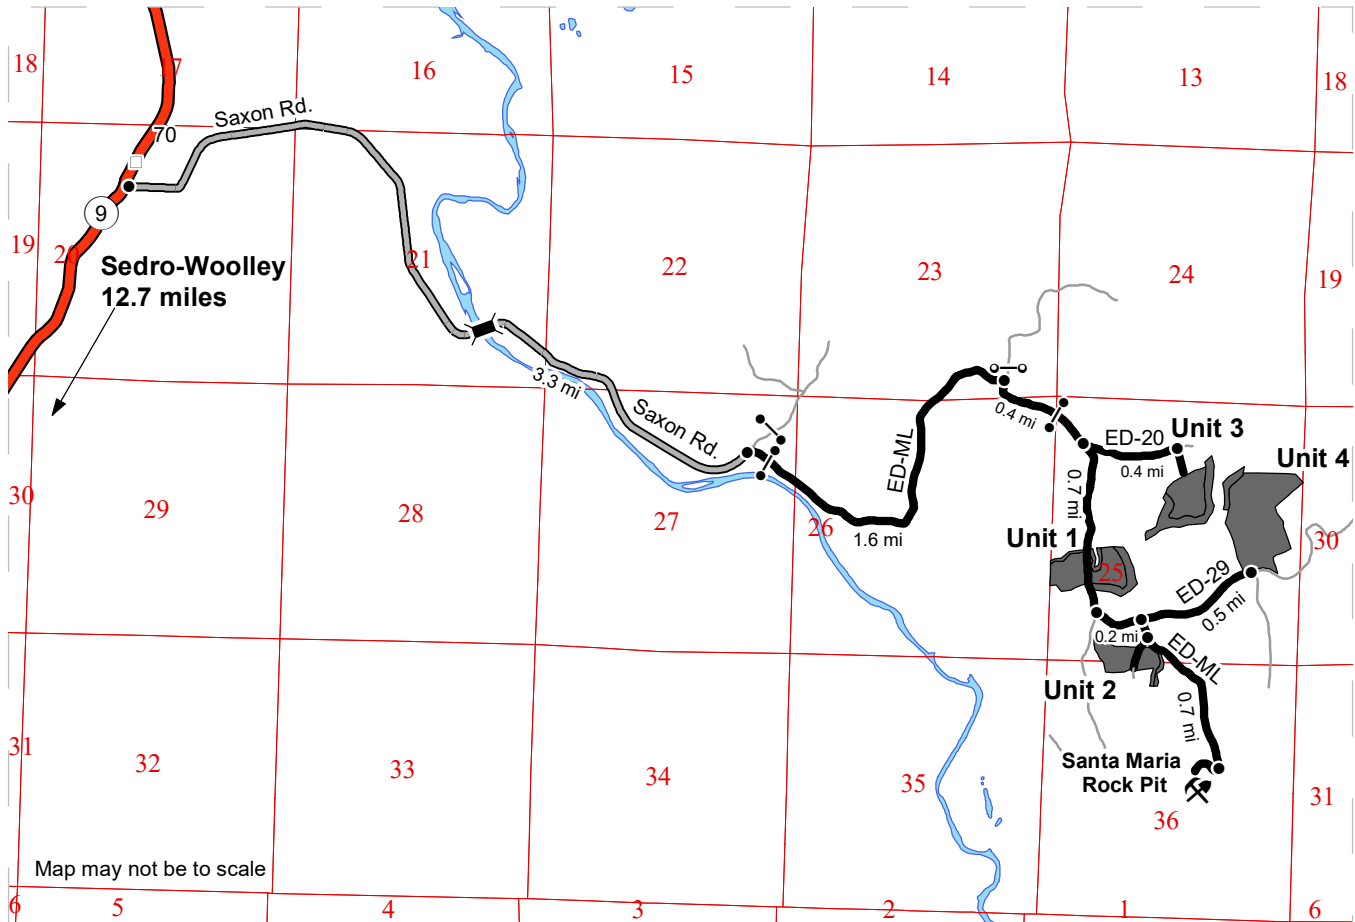 18
17
16
15
14
13
18
Saxon Rd.
70
9
19
20
21
22
23
24
19
Sedro-Woolley
12.7 miles
3.3 mi
Saxon Rd.
ED-ML
0.4 mi
ED-20
Unit 3
0.4 mi
Unit 4
0.7 mi
30
29
28
27
26
1.6 mi
Unit 1
25
30
ED-29
0.5 mi
0.2 mi
ED-ML
Unit 2
0.7 mi
31
32
33
34
35
Santa Maria
Rock Pit
36
31
Map may not be to scale
6
5
4
3
2
1
6